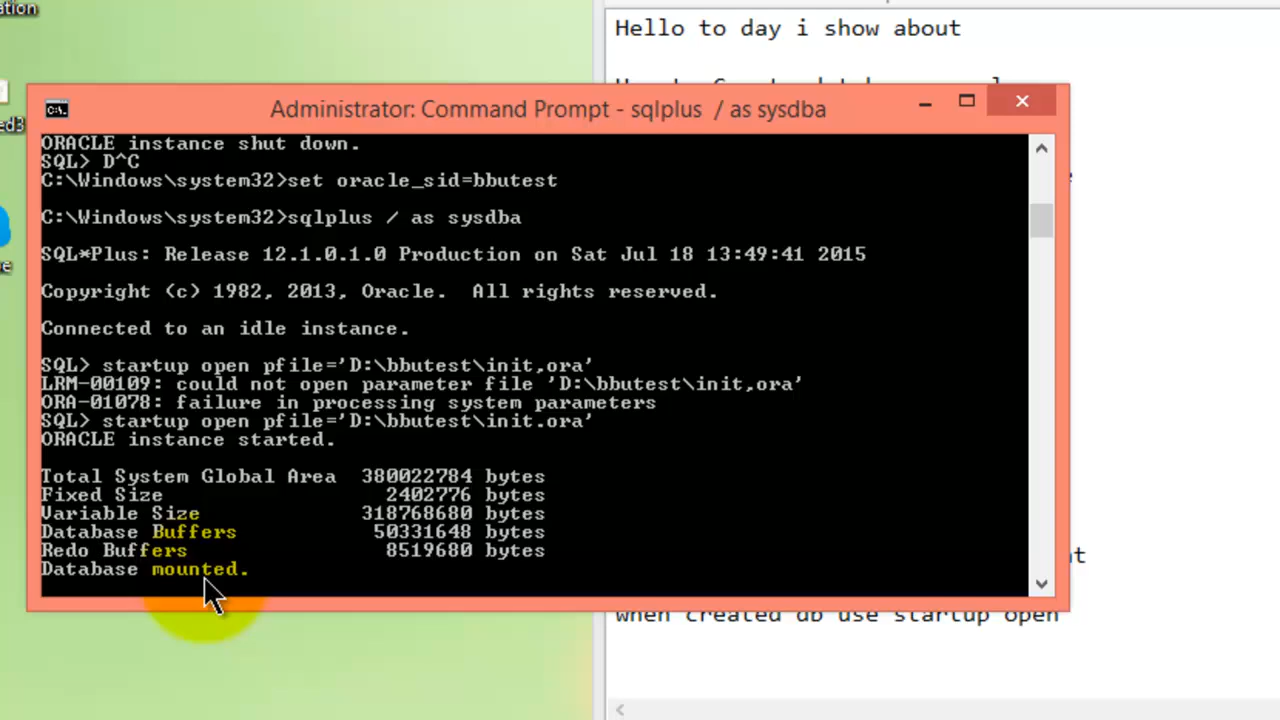 ation
Hello to day i show about
ed3
Administrator: Command Prompt - sqlplus / as sysdba
ORACLE instance shut down.
SQL> D^C
C:\Windows\system32>set oracle_sid=bbutest
C:\Windows\system32>sqlplus / as sysdba
SQL*Plus: Release 12.1.0.1.0 Production on Sat Jul 18 13:49:41 2015
Copyright (c) 1982, 2013, Oracle.  All rights reserved.
Connected to an idle instance.
SQL> startup open pfile='D:\bbutest\init,ora'
LRM-00109: could not open parameter file 'D:\bbutest\init,ora'
ORA-01078: failure in processing system parameters
SQL> startup open pfile='D:\bbutest\init.ora'
ORACLE instance started.
Total System Global Area  380022784 bytes
Fixed Size                  2402776 bytes
Variable Size             318768680 bytes
Database Buffers           50331648 bytes
Redo Buffers                8519680 bytes
Database mounted.
when created db use startup open